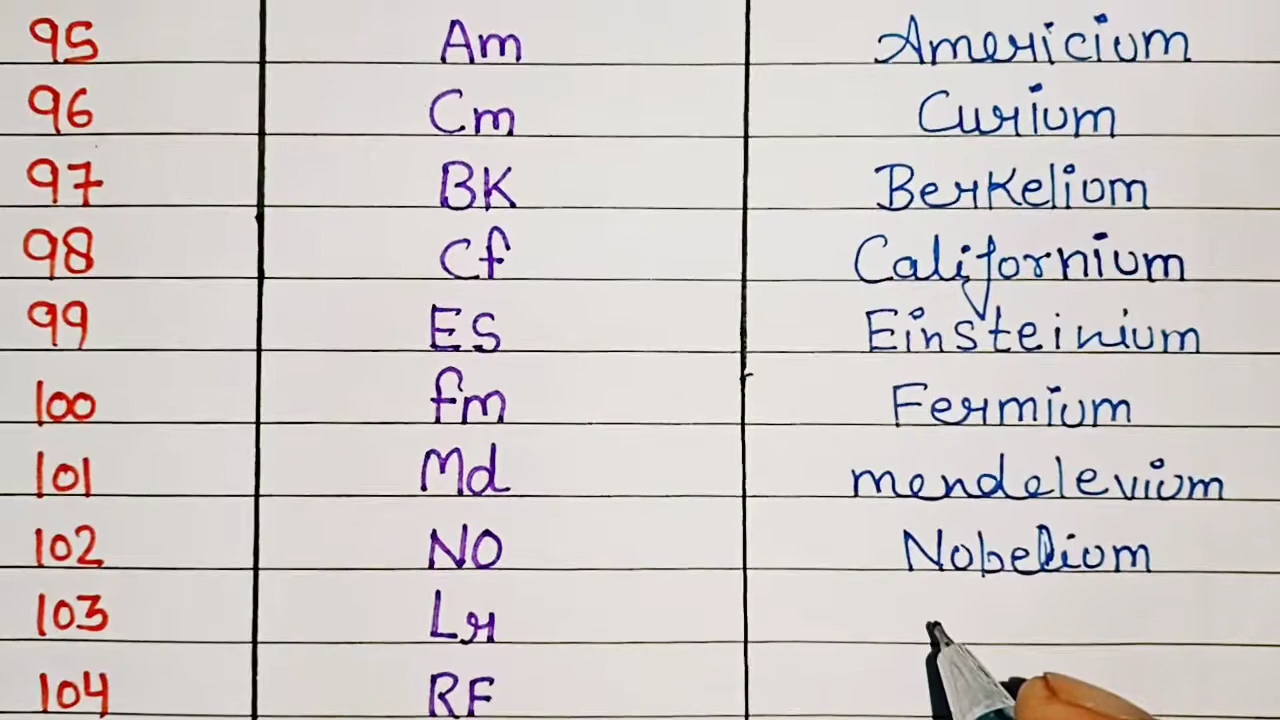 95 Am Americium
96 Cm Curium
97 BK Berkelium
98 Cf Californium
99 ES Einsteinium
100 fm Fermium
101 Md mendelevium
102 NO Nobelium
103 Lr
104 RF